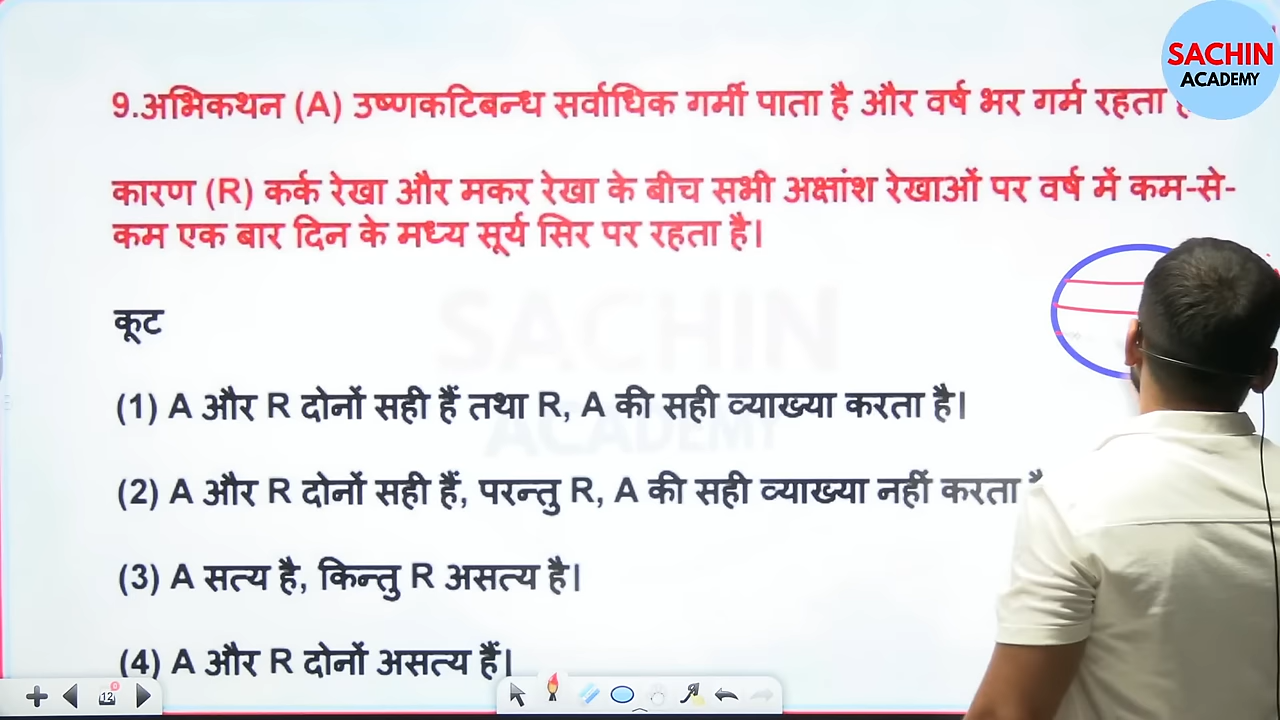 SACHIN
ACADEMY
9.अभिकथन (A) उष्णकटिबन्ध सर्वाधिक गर्मी पाता है और वर्ष भर गर्म रहता
कारण (R) कर्क रेखा और मकर रेखा के बीच सभी अक्षांश रेखाओं पर वर्ष में कम-से-
कम एक बार दिन के मध्य सूर्य सिर पर रहता है।
SACHIN
कूट
(1) A और R दोनों सही हैं तथा R, A की सही व्याख्या करता है।
ACADEMY
(2) A और R दोनों सही हैं, परन्तु R, A की सही व्याख्या नहीं करता
(3) A सत्य है, किन्तु R असत्य है।
(4) A और R दोनों असत्य हैं।
12